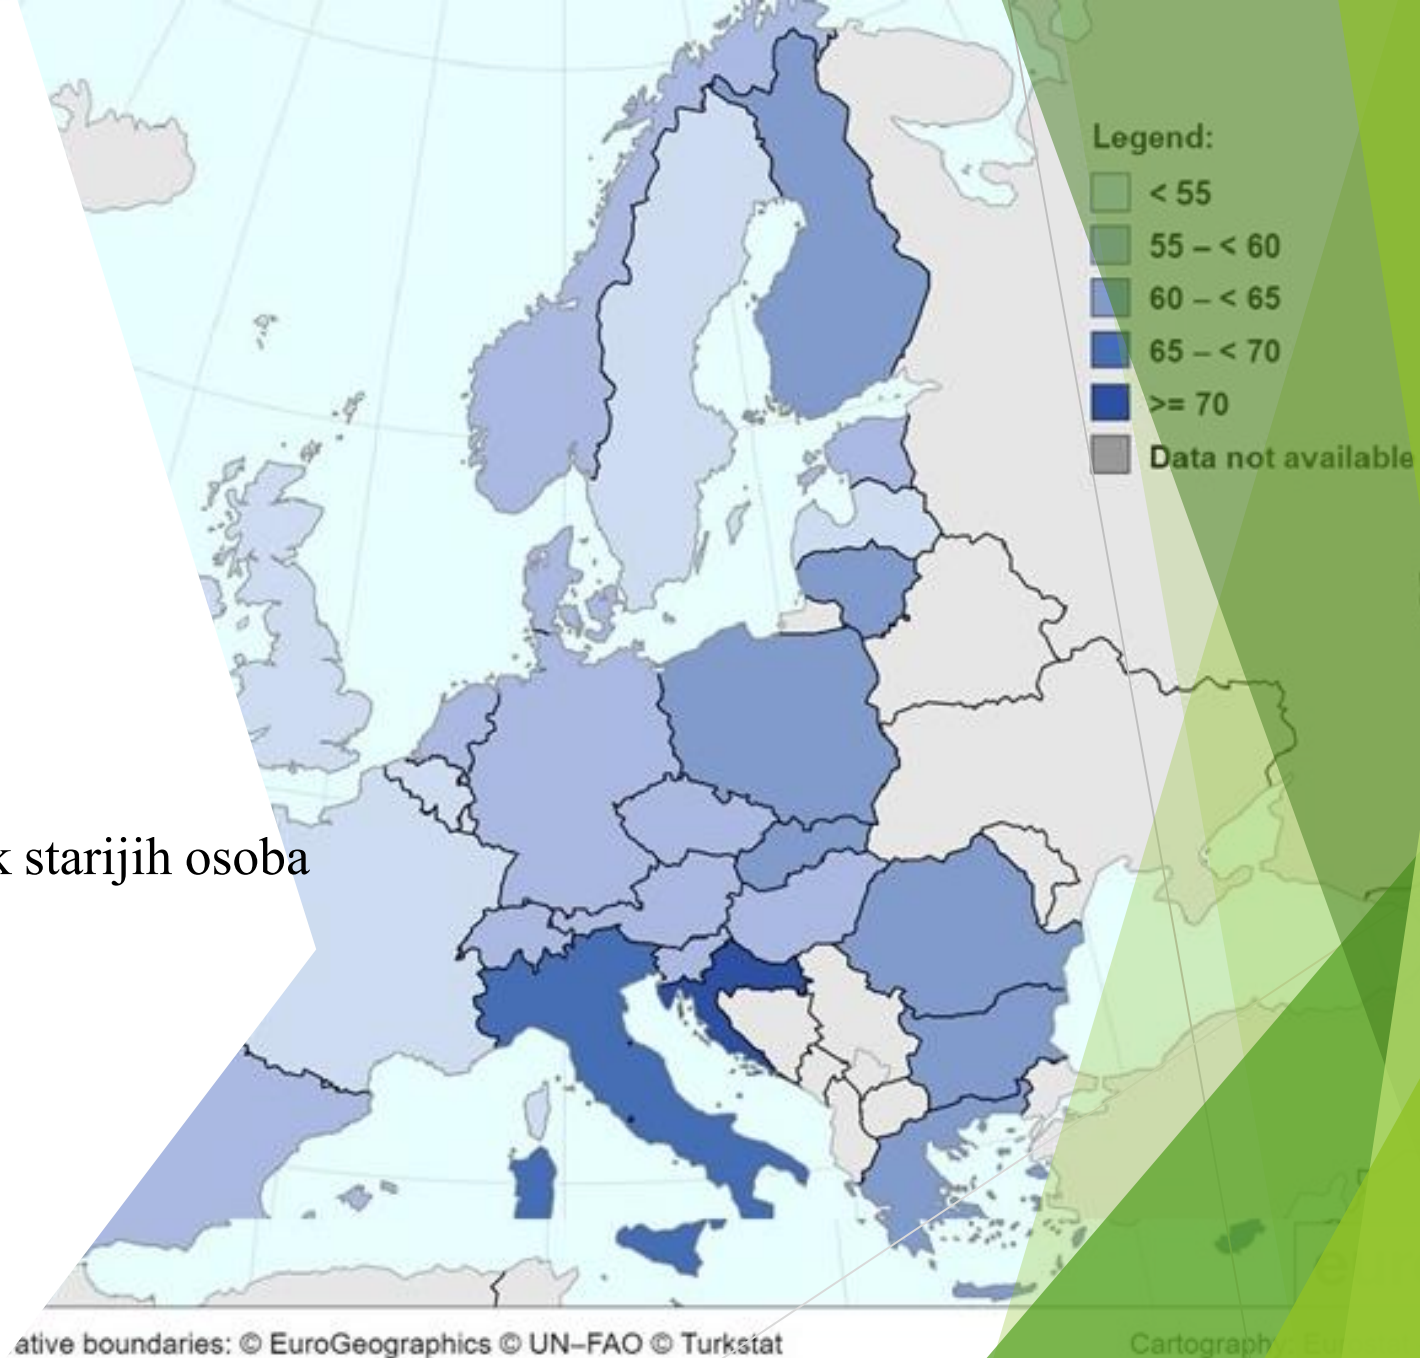 Legend:
< 55
55 – < 60
60 – < 65
65 – < 70
>= 70
Data not available
k starijih osoba
ative boundaries: © EuroGeographics © UN–FAO © Turkstat
Cartography: